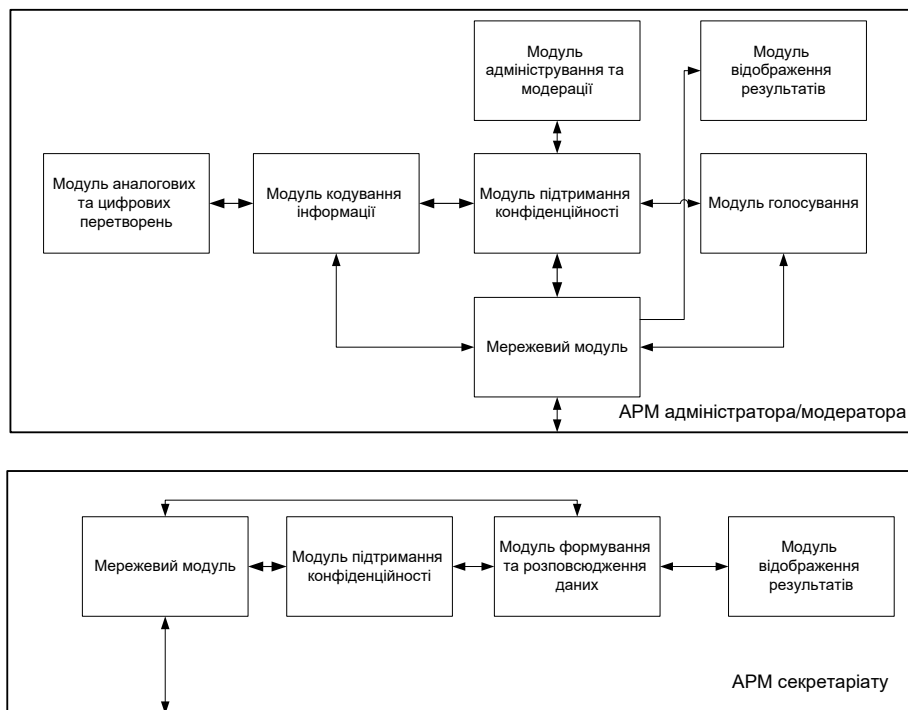 Модуль
адміністрування та
модерації
Модуль
відображення
результатів
Модуль аналогових
та цифрових
перетворень
Модуль кодування
інформації
Модуль підтримання
конфіденційності
Модуль голосування
Мережевий модуль
АРМ адміністратора/модератора
Мережевий модуль
Модуль підтримання
конфіденційності
Модуль формування
та розповсюдження
даних
Модуль
відображення
результатів
АРМ секретаріату